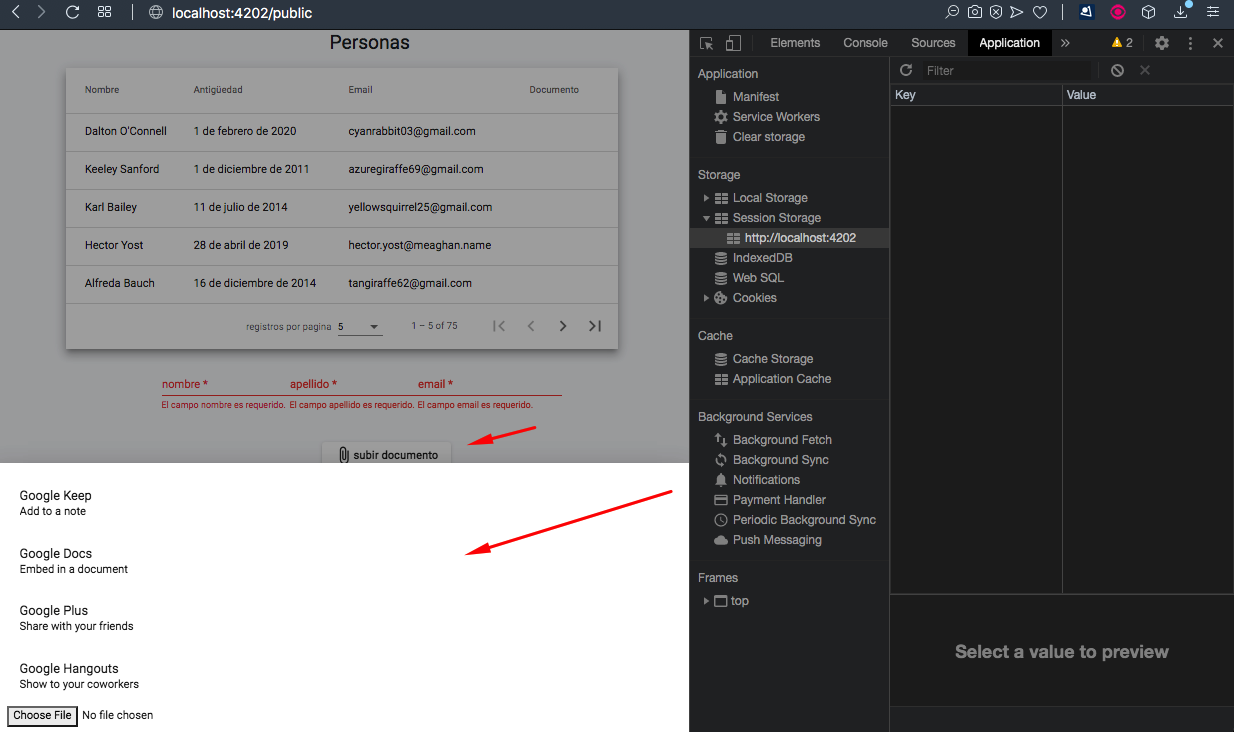 localhost:4202/public
Personas
Nombre Antigüedad Email Documento
Dalton O'Connell 1 de febrero de 2020 cyanrabbit03@gmail.com
Keeley Sanford 1 de diciembre de 2011 azuregiraffe69@gmail.com
Karl Bailey 11 de julio de 2014 yellowsquirrel25@gmail.com
Hector Yost 28 de abril de 2019 hector.yost@meaghan.name
Alfreda Bauch 16 de diciembre de 2014 tangiraffe62@gmail.com
registros por pagina 5 1 – 5 of 75
nombre * apellido * email *
El campo nombre es requerido. El campo apellido es requerido. El campo email es requerido.
subir documento
Google Keep
Add to a note
Google Docs
Embed in a document
Google Plus
Share with your friends
Google Hangouts
Show to your coworkers
Choose File No file chosen
Elements Console Sources Application » 2
Application
Manifest
Service Workers
Clear storage
Storage
Local Storage
Session Storage
http://localhost:4202
IndexedDB
Web SQL
Cookies
Cache
Cache Storage
Application Cache
Background Services
Background Fetch
Background Sync
Notifications
Payment Handler
Periodic Background Sync
Push Messaging
Frames
top
Filter
Key Value
Select a value to preview